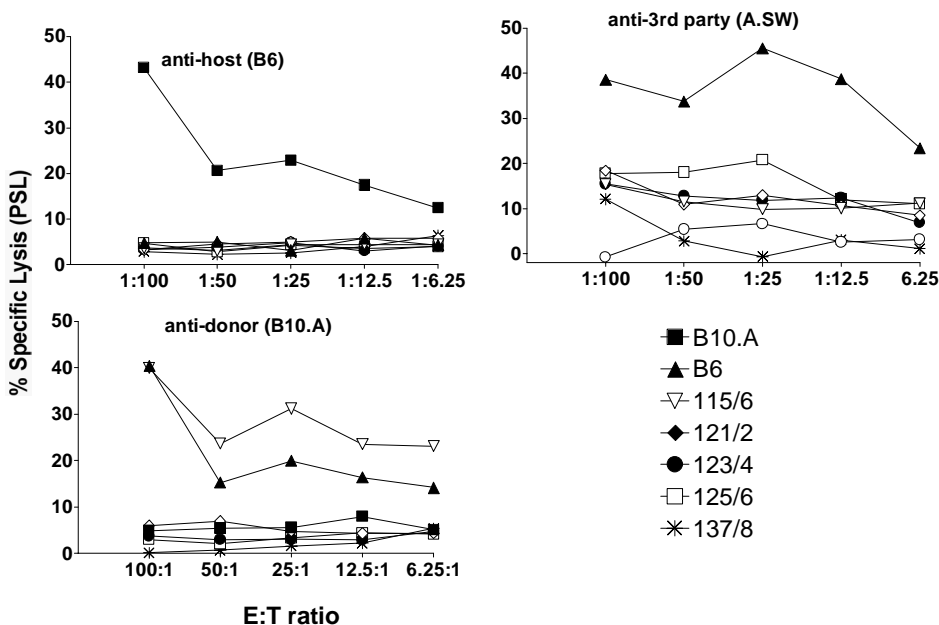 % Specific Lysis (PSL)
anti-host (B6)
50
40
30
20
10
0
1:100 1:50 1:25 1:12.5 1:6.25
anti-3rd party (A.SW)
50
40
30
20
10
0
1:100 1:50 1:25 1:12.5 6.25
anti-donor (B10.A)
50
40
30
20
10
0
100:1 50:1 25:1 12.5:1 6.25:1
E:T ratio
B10.A
B6
115/6
121/2
123/4
125/6
137/8